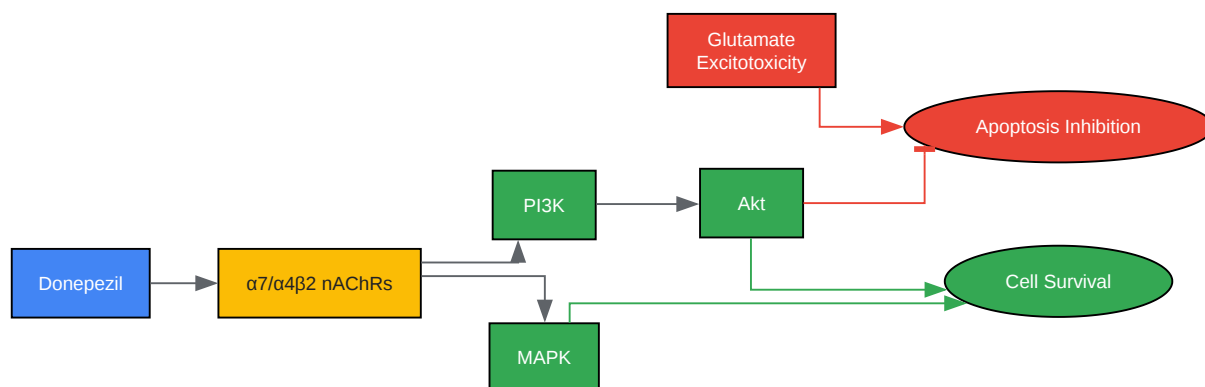 Glutamate
Excitotoxicity
Apoptosis Inhibition
PI3K
Akt
Donepezil
α7/α4β2 nAChRs
Cell Survival
MAPK